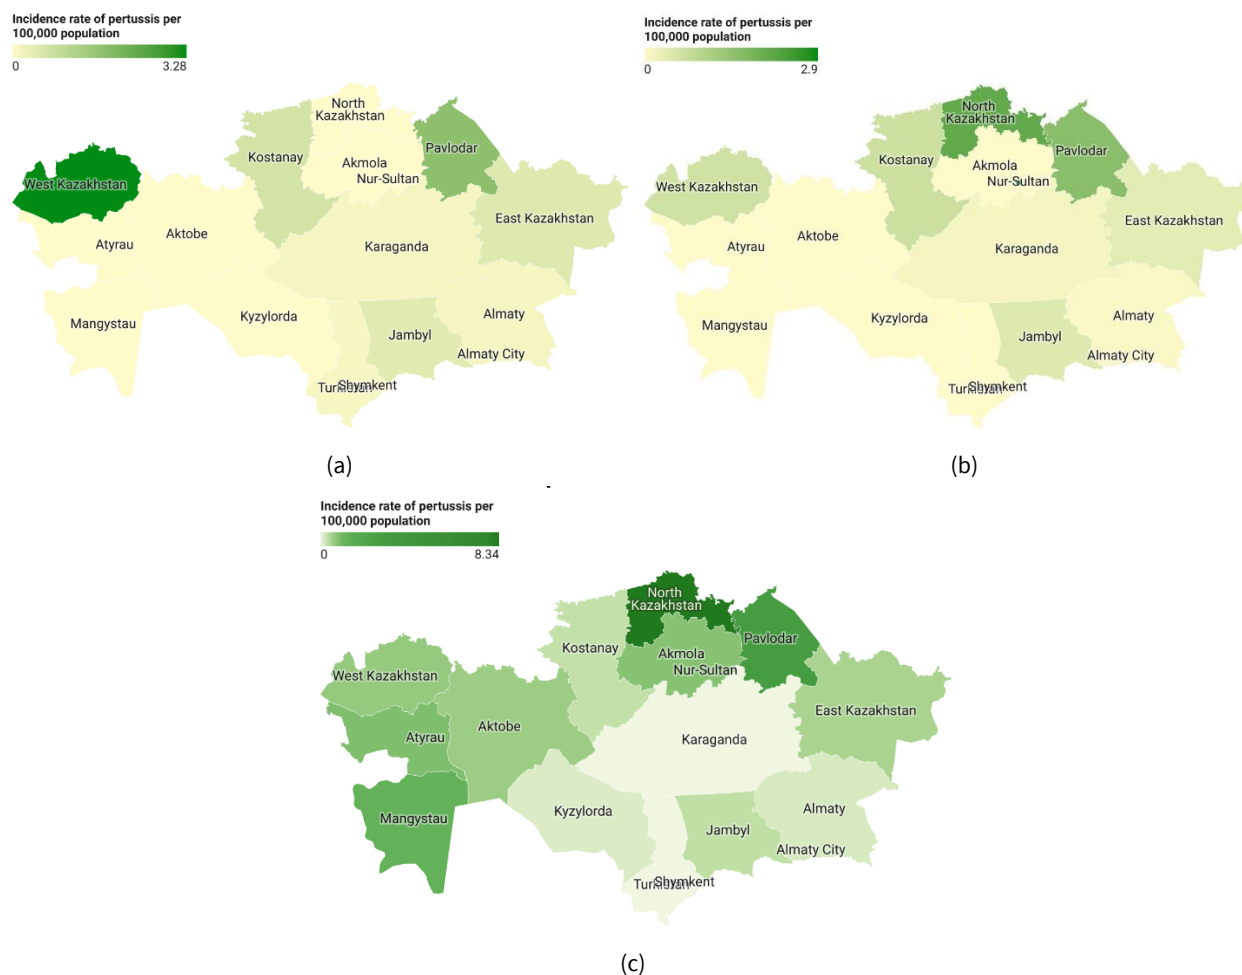 Incidence rate of pertussis per
100,000 population
0 3.28
North
Kazakhstan
Kostanay
Pavlodar
Akmola
Nur-Sultan
West Kazakhstan
East Kazakhstan
Aktobe
Atyrau
Karaganda
Mangystau
Kyzylorda
Almaty
Jambyl
Almaty City
Turkistan
Shymkent
(a)
Incidence rate of pertussis per
100,000 population
0 2.9
North
Kazakhstan
Pavlodar
Kostanay
Akmola
Nur-Sultan
West Kazakhstan
East Kazakhstan
Aktobe
Atyrau
Karaganda
Mangystau
Kyzylorda
Almaty
Jambyl
Almaty City
Turkistan
Shymkent
(b)
Incidence rate of pertussis per
100,000 population
0 8.34
North
Kazakhstan
Pavlodar
Kostanay
Akmola
Nur-Sultan
West Kazakhstan
East Kazakhstan
Aktobe
Atyrau
Karaganda
Mangystau
Kyzylorda
Almaty
Jambyl
Almaty City
Turkistan
Shymkent
(c)